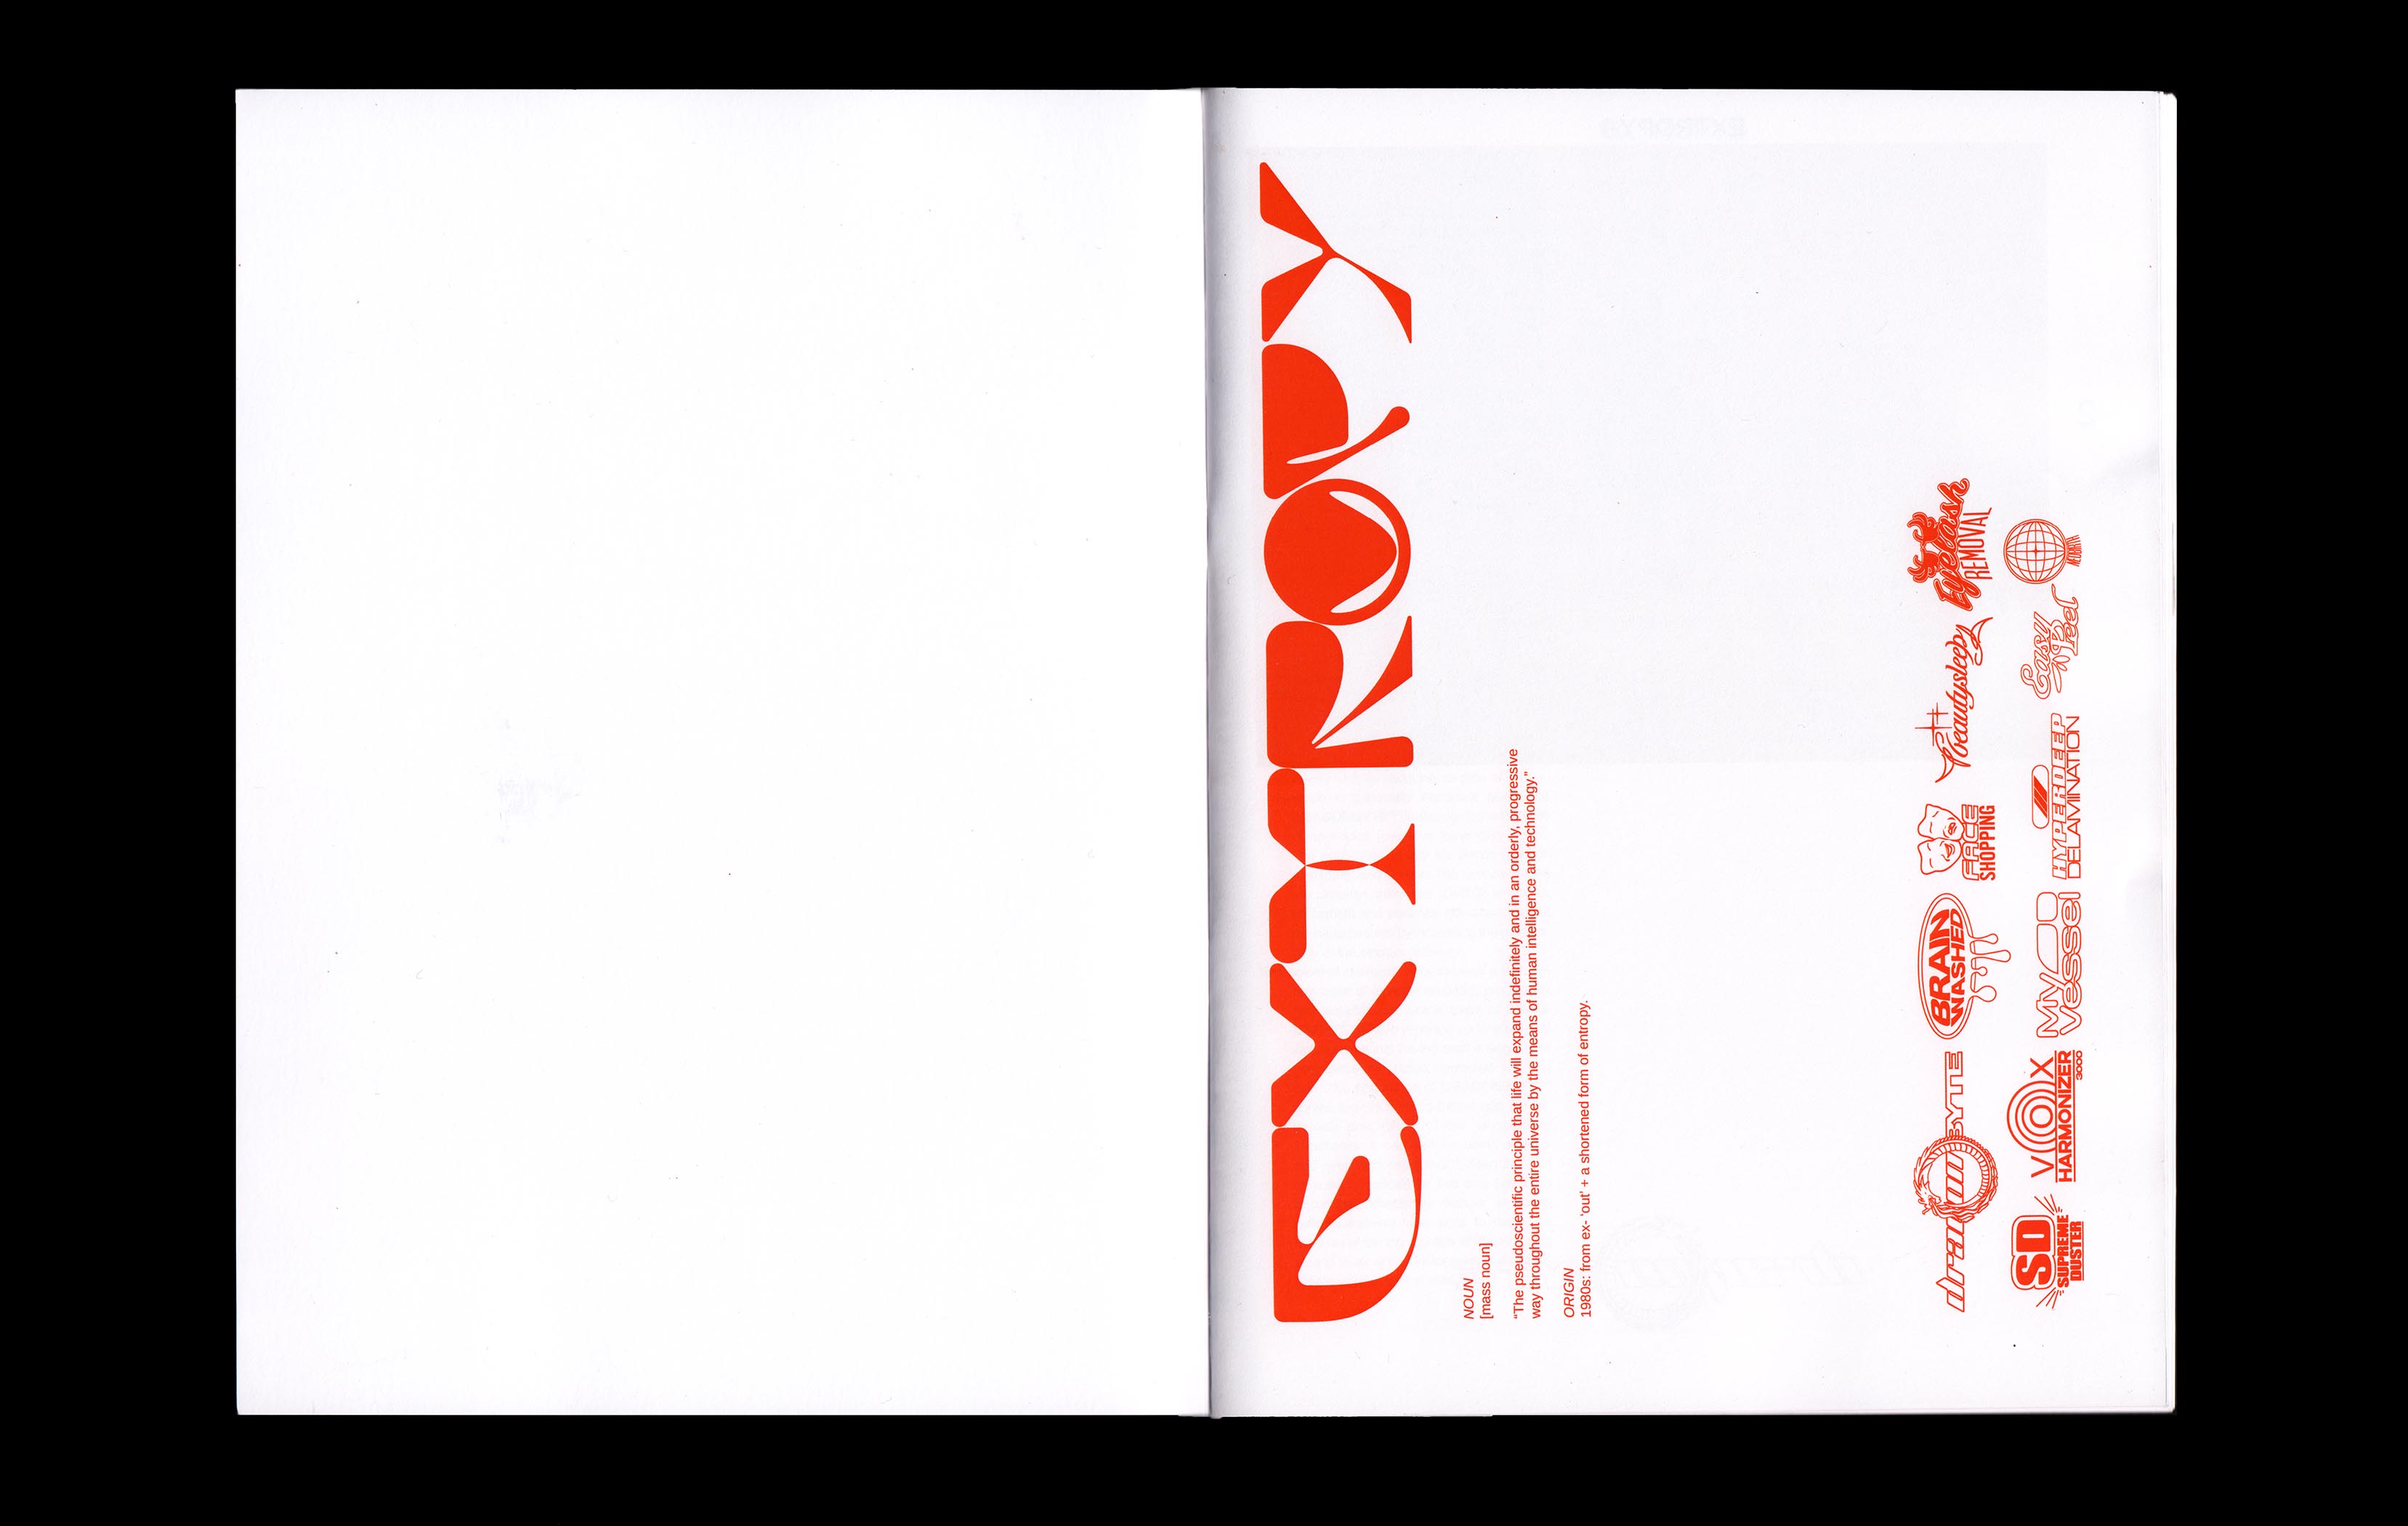 EXTROPY
NOUN
[mass noun]
“The pseudoscientific principle that life will expand indefinitely and in an orderly, progressive
way throughout the entire universe by the means of human intelligence and technology.”
ORIGIN
1980s: from ex- ‘out’ + a shortened form of entropy.
BYTE
BRAIN
WASHED
FACE
SHOPPING
Beautysleep
Eyelash
REMOVAL
SD
SUPREME
DUSTER
VOX
HARMONIZER
3000
My
Vessel
HYPERDEEP
DELAMINATION
Easy
Peel